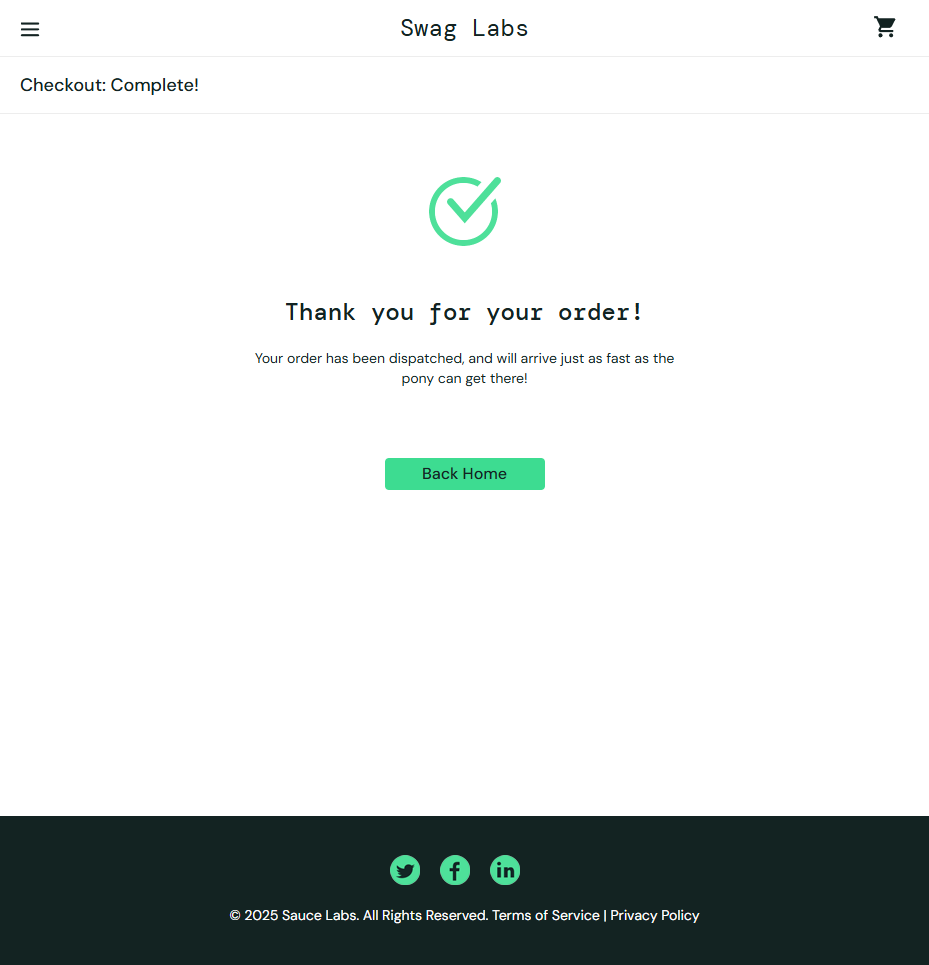 Swag Labs
Checkout: Complete!
Thank you for your order!
Your order has been dispatched, and will arrive just as fast as the
pony can get there!
Back Home
© 2025 Sauce Labs. All Rights Reserved. Terms of Service | Privacy Policy